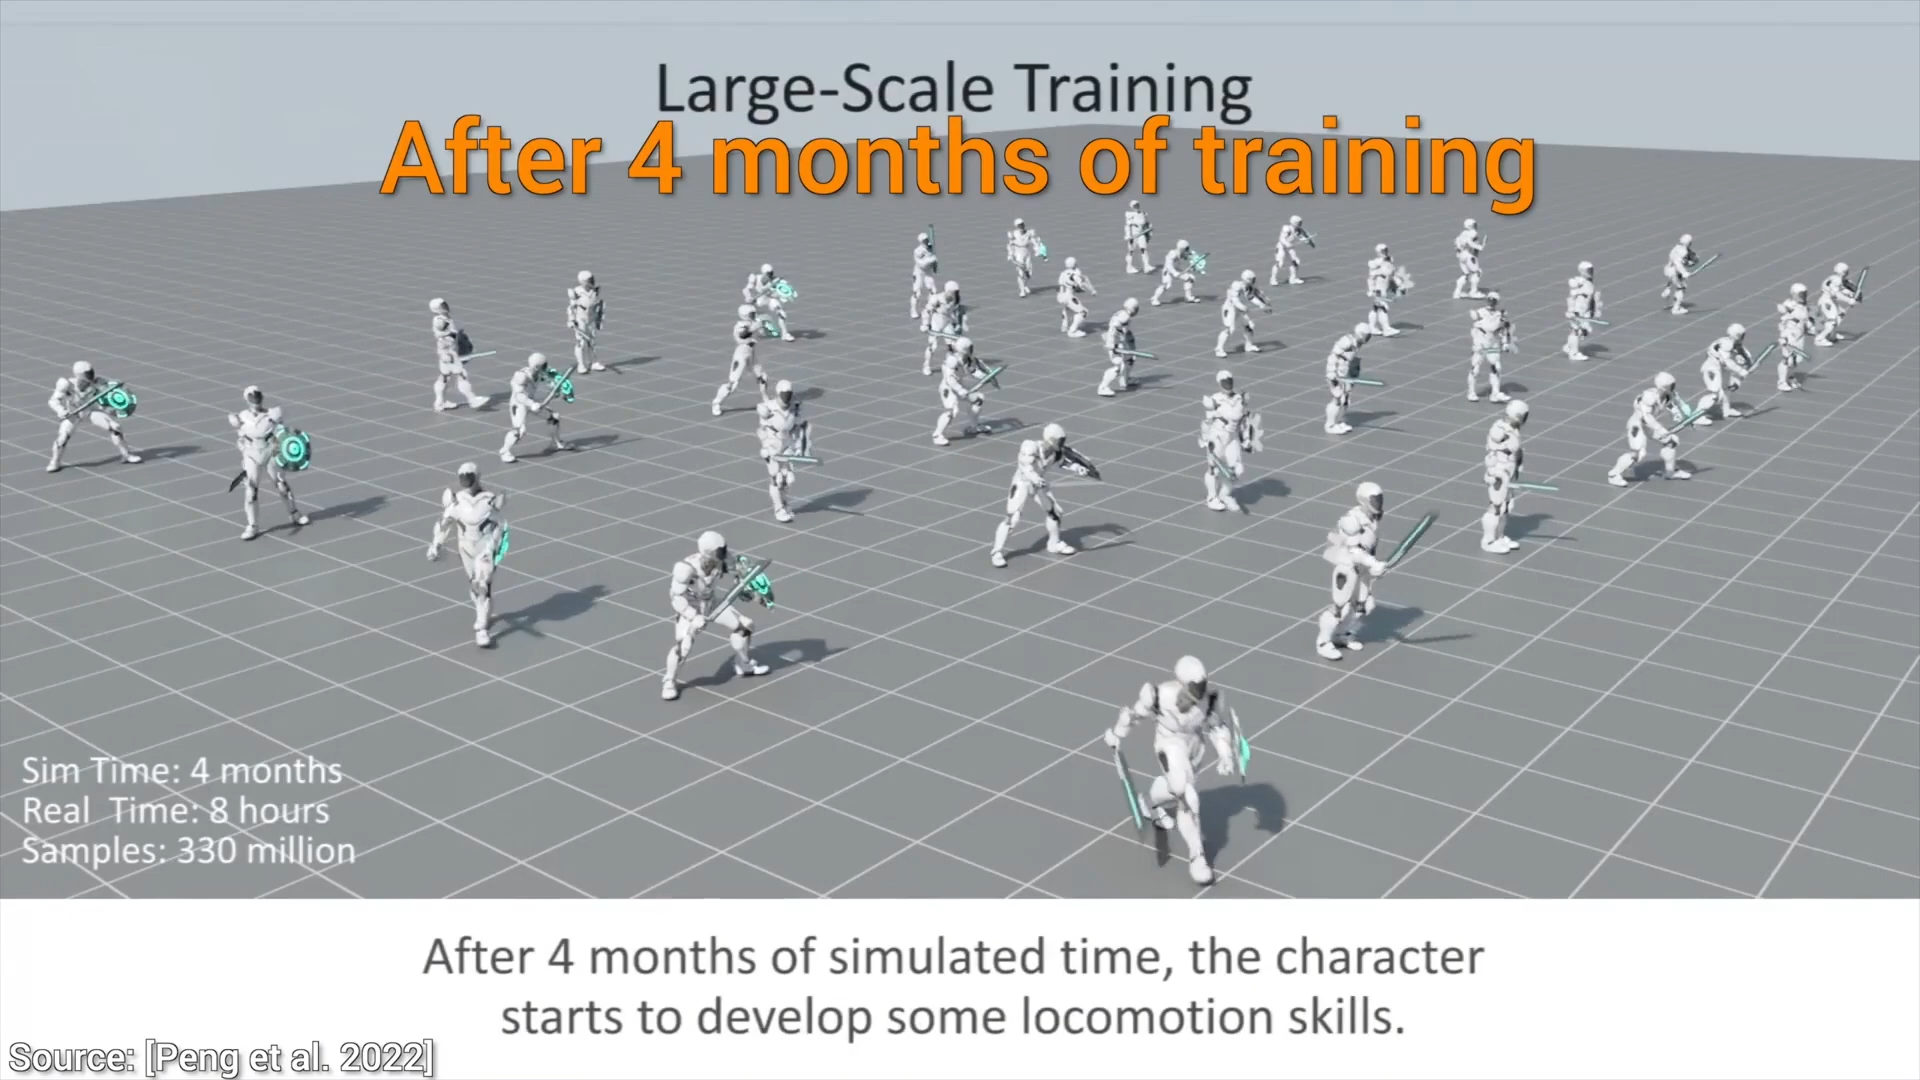 Large-Scale Training
After 4 months of training
Sim Time: 4 months
Real Time: 8 hours
Samples: 330 million
After 4 months of simulated time, the character
starts to develop some locomotion skills.
Source: [Peng et al. 2022]